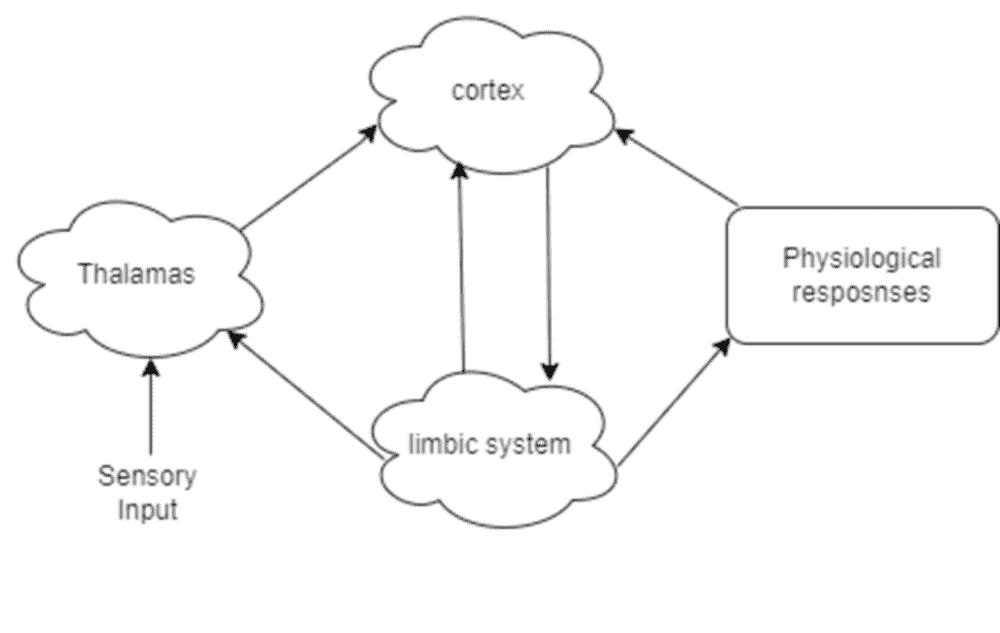 cortex
Thalamas
Physiological
resposnses
limbic system
Sensory
Input